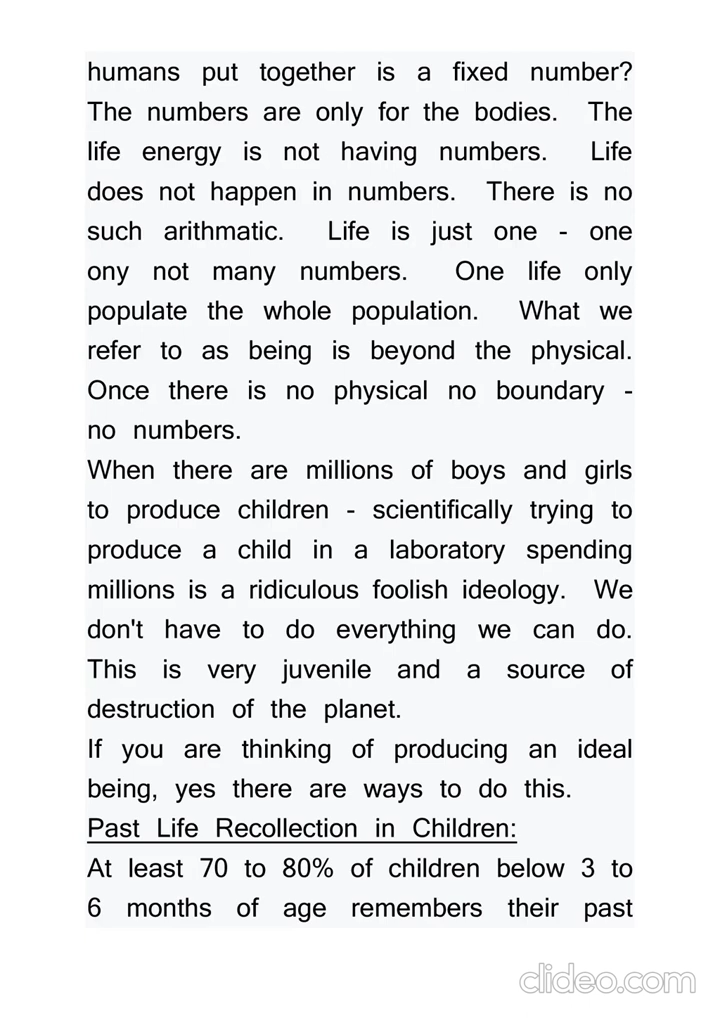 humans put together is a fixed number?
The numbers are only for the bodies. The
life energy is not having numbers. Life
does not happen in numbers. There is no
such arithmatic. Life is just one - one
ony not many numbers. One life only
populate the whole population. What we
refer to as being is beyond the physical.
Once there is no physical no boundary -
no numbers.
When there are millions of boys and girls
to produce children - scientifically trying to
produce a child in a laboratory spending
millions is a ridiculous foolish ideology. We
don't have to do everything we can do.
This is very juvenile and a source of
destruction of the planet.
If you are thinking of producing an ideal
being, yes there are ways to do this.
Past Life Recollection in Children:
At least 70 to 80% of children below 3 to
6 months of age remembers their past
clideo.com